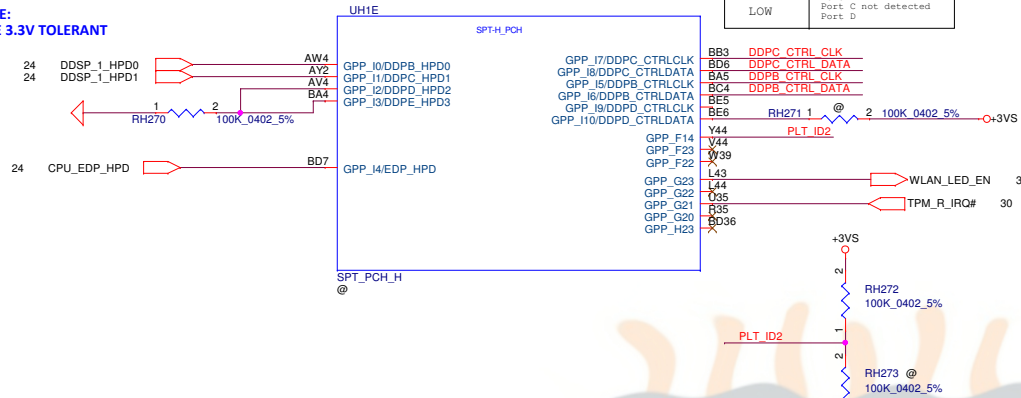 E:
E 3.3V TOLERANT
UH1E
SPT-H_PCH
LOW
Port C not detected
Port D
24 DDSP_1_HPD0
24 DDSP_1_HPD1
AW4
AY2
AV4
BA4
GPP_I0/DDPB_HPD0
GPP_I1/DDPC_HPD1
GPP_I2/DDPD_HPD2
GPP_I3/DDPE_HPD3
1 2
RH270 100K_0402_5%
24 CPU_EDP_HPD
BD7
GPP_I4/EDP_HPD
GPP_I7/DDPC_CTRLCLK BB3 DDPC_CTRL_CLK
GPP_I8/DDPC_CTRLDATA BD6 DDPC_CTRL_DATA
GPP_I5/DDPB_CTRLCLK BA5 DDPB_CTRL_CLK
GPP_I6/DDPB_CTRLDATA BC4 DDPB_CTRL_DATA
GPP_I9/DDPD_CTRLCLK BE5
GPP_I10/DDPD_CTRLDATA BE6 RH271 1 @ 2 100K_0402_5% +3VS
GPP_F14 Y44 PLT_ID2
GPP_F23 V44
GPP_F22 W39
GPP_G23 L43 WLAN_LED_EN 3
GPP_G22 L44
GPP_G21 U35 TPM_R_IRQ# 30
GPP_G20 R35
GPP_H23 BD36
SPT_PCH_H
@
+3VS
2
RH272
100K_0402_5%
1
PLT_ID2
2
RH273 @
100K_0402_5%